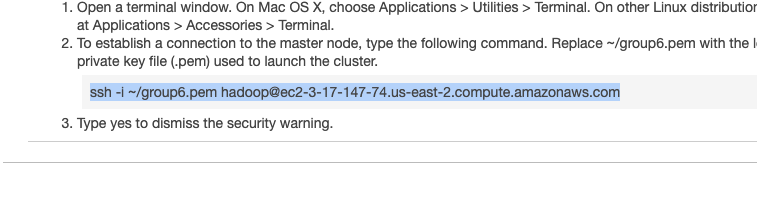 1. Open a terminal window. On Mac OS X, choose Applications > Utilities > Terminal. On other Linux
at Applications > Accessories > Terminal.
2. To establish a connection to the master node, type the following command. Replace ~/group6.pem with the
private key file (.pem) used to launch the cluster.
ssh -i ~/group6.pem hadoop@ec2-3-17-147-74.us-east-2.compute.amazonaws.com
3. Type yes to dismiss the security warning.